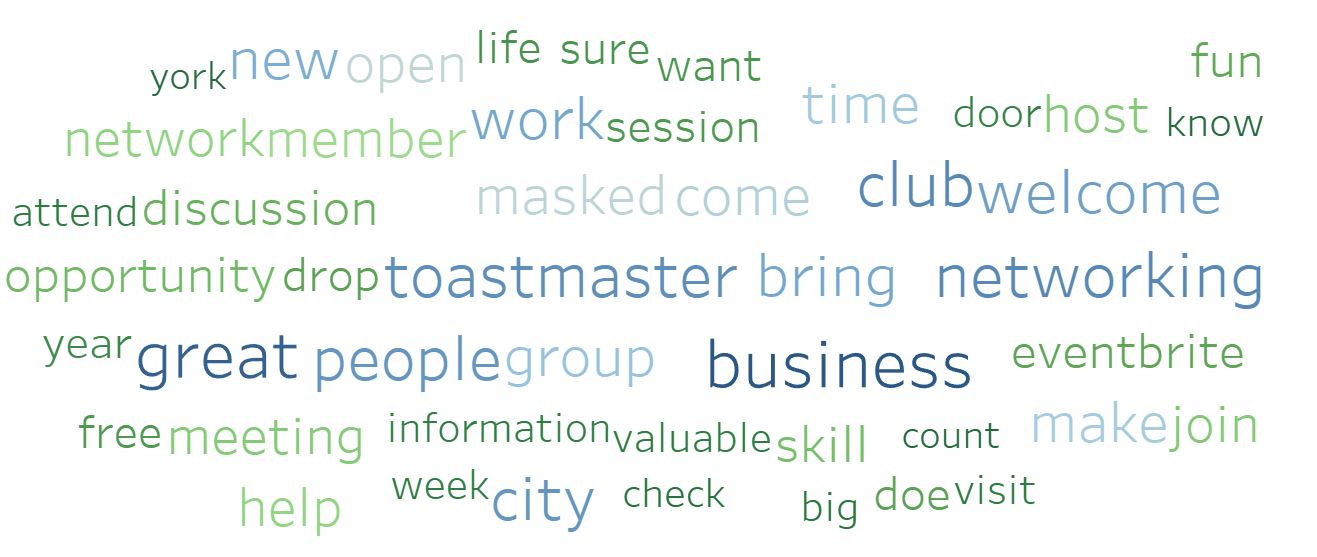 york new open life sure want fun
networkmember work session time door host know
attend discussion masked come club welcome
opportunity drop toastmaster bring networking
year great people group business eventbrite
free meeting information valuable skill count make join
help week city check big doe visit